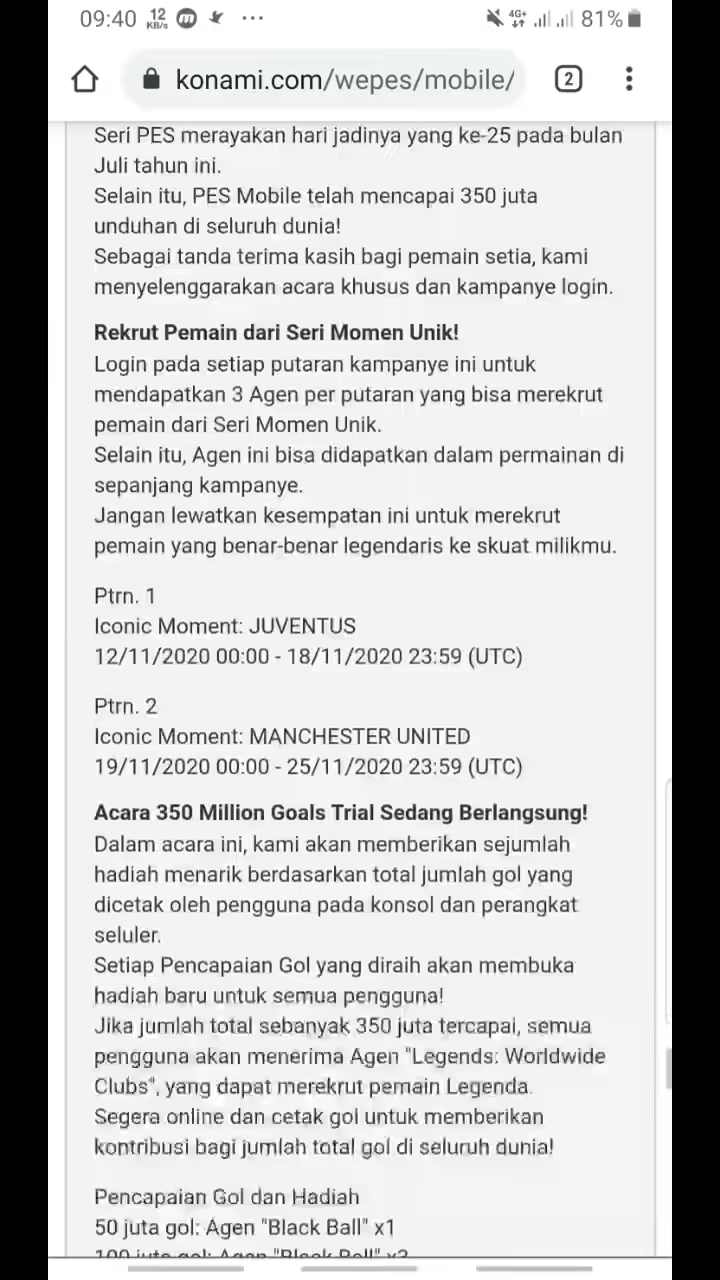 09:40 12 KB/s m ··· 4G+ 81%
konami.com/wepes/mobile/ 2
Seri PES merayakan hari jadinya yang ke-25 pada bulan
Juli tahun ini.
Selain itu, PES Mobile telah mencapai 350 juta
unduhan di seluruh dunia!
Sebagai tanda terima kasih bagi pemain setia, kami
menyelenggarakan acara khusus dan kampanye login.
Rekrut Pemain dari Seri Momen Unik!
Login pada setiap putaran kampanye ini untuk
mendapatkan 3 Agen per putaran yang bisa merekrut
pemain dari Seri Momen Unik.
Selain itu, Agen ini bisa didapatkan dalam permainan di
sepanjang kampanye.
Jangan lewatkan kesempatan ini untuk merekrut
pemain yang benar-benar legendaris ke skuat milikmu.
Ptrn. 1
Iconic Moment: JUVENTUS
12/11/2020 00:00 - 18/11/2020 23:59 (UTC)
Ptrn. 2
Iconic Moment: MANCHESTER UNITED
19/11/2020 00:00 - 25/11/2020 23:59 (UTC)
Acara 350 Million Goals Trial Sedang Berlangsung!
Dalam acara ini, kami akan memberikan sejumlah
hadiah menarik berdasarkan total jumlah gol yang
dicetak oleh pengguna pada konsol dan perangkat
seluler.
Setiap Pencapaian Gol yang diraih akan membuka
hadiah baru untuk semua pengguna!
Jika jumlah total sebanyak 350 juta tercapai, semua
pengguna akan menerima Agen "Legends: Worldwide
Clubs", yang dapat merekrut pemain Legenda.
Segera online dan cetak gol untuk memberikan
kontribusi bagi jumlah total gol di seluruh dunia!
Pencapaian Gol dan Hadiah
50 juta gol: Agen "Black Ball" x1
100 juta gol: Agen "Black Ball" x2